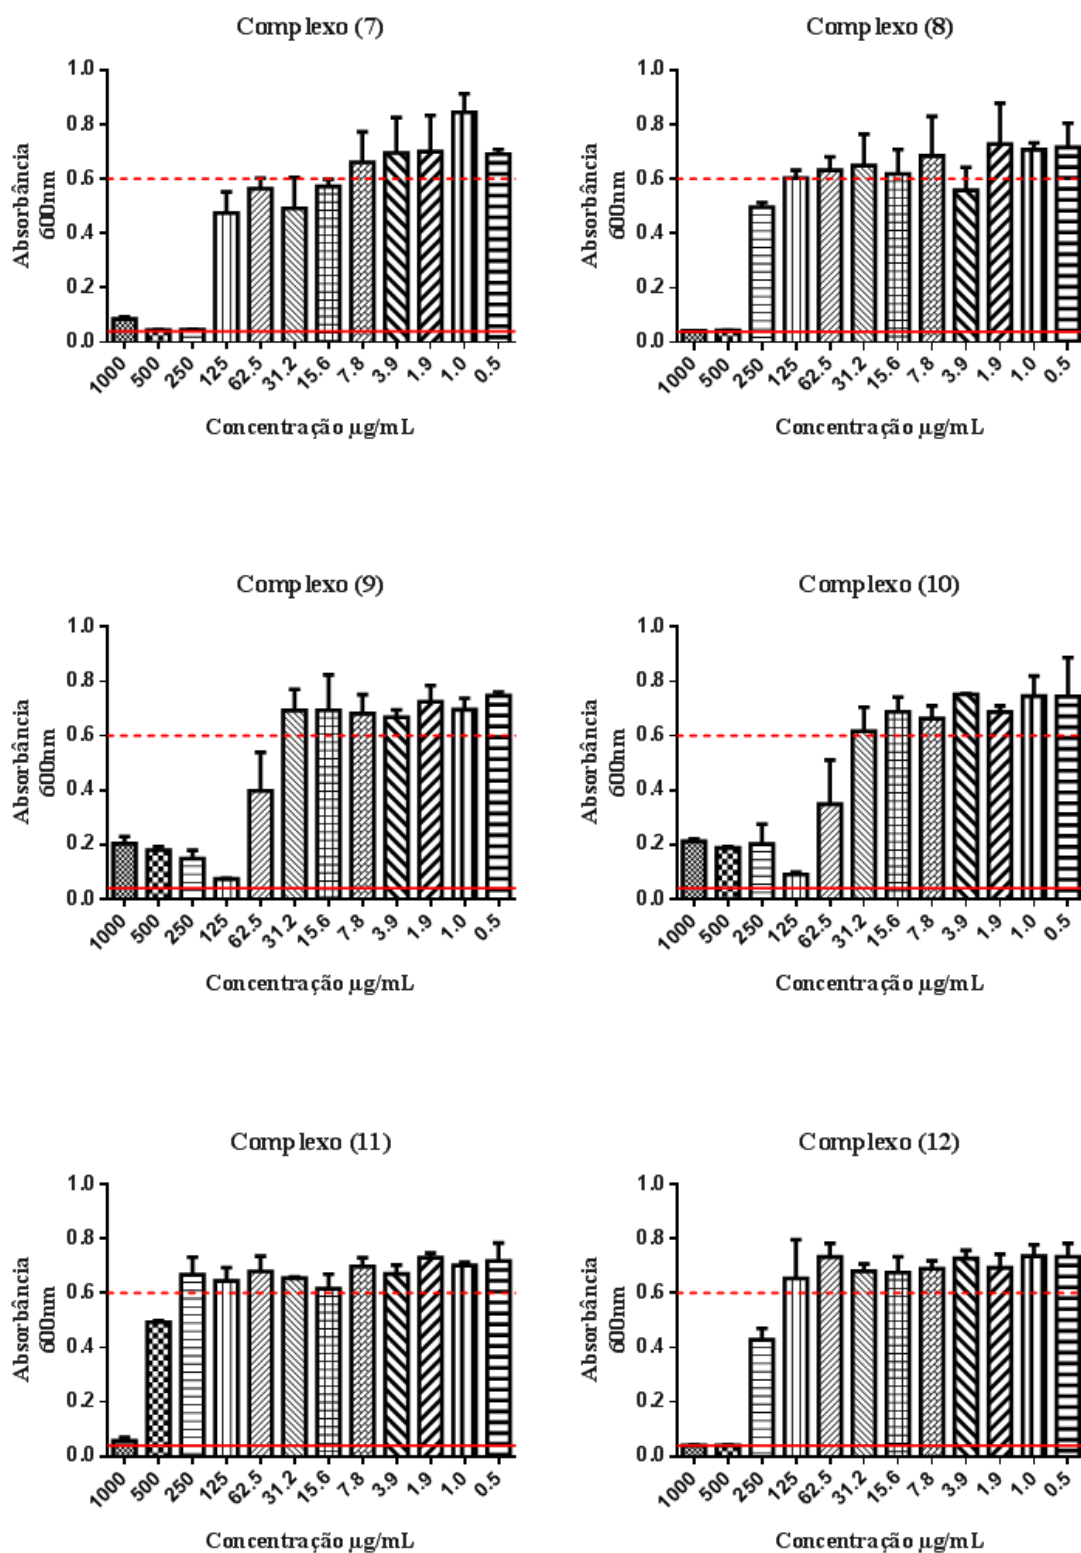 Complexo (7)
1.0
0.8
0.6
0.4
0.2
0.0
Absorbância
600nm
1000 500 250 125 62.5 31.2 15.6 7.8 3.9 1.9 1.0 0.5
Concentração µg/mL
Complexo (8)
1.0
0.8
0.6
0.4
0.2
0.0
Absorbância
600nm
1000 500 250 125 62.5 31.2 15.6 7.8 3.9 1.9 1.0 0.5
Concentração µg/mL
Complexo (9)
1.0
0.8
0.6
0.4
0.2
0.0
Absorbância
600nm
1000 500 250 125 62.5 31.2 15.6 7.8 3.9 1.9 1.0 0.5
Concentração µg/mL
Complexo (10)
1.0
0.8
0.6
0.4
0.2
0.0
Absorbância
600nm
1000 500 250 125 62.5 31.2 15.6 7.8 3.9 1.9 1.0 0.5
Concentração µg/mL
Complexo (11)
1.0
0.8
0.6
0.4
0.2
0.0
Absorbância
600nm
1000 500 250 125 62.5 31.2 15.6 7.8 3.9 1.9 1.0 0.5
Concentração µg/mL
Complexo (12)
1.0
0.8
0.6
0.4
0.2
0.0
Absorbância
600nm
1000 500 250 125 62.5 31.2 15.6 7.8 3.9 1.9 1.0 0.5
Concentração µg/mL